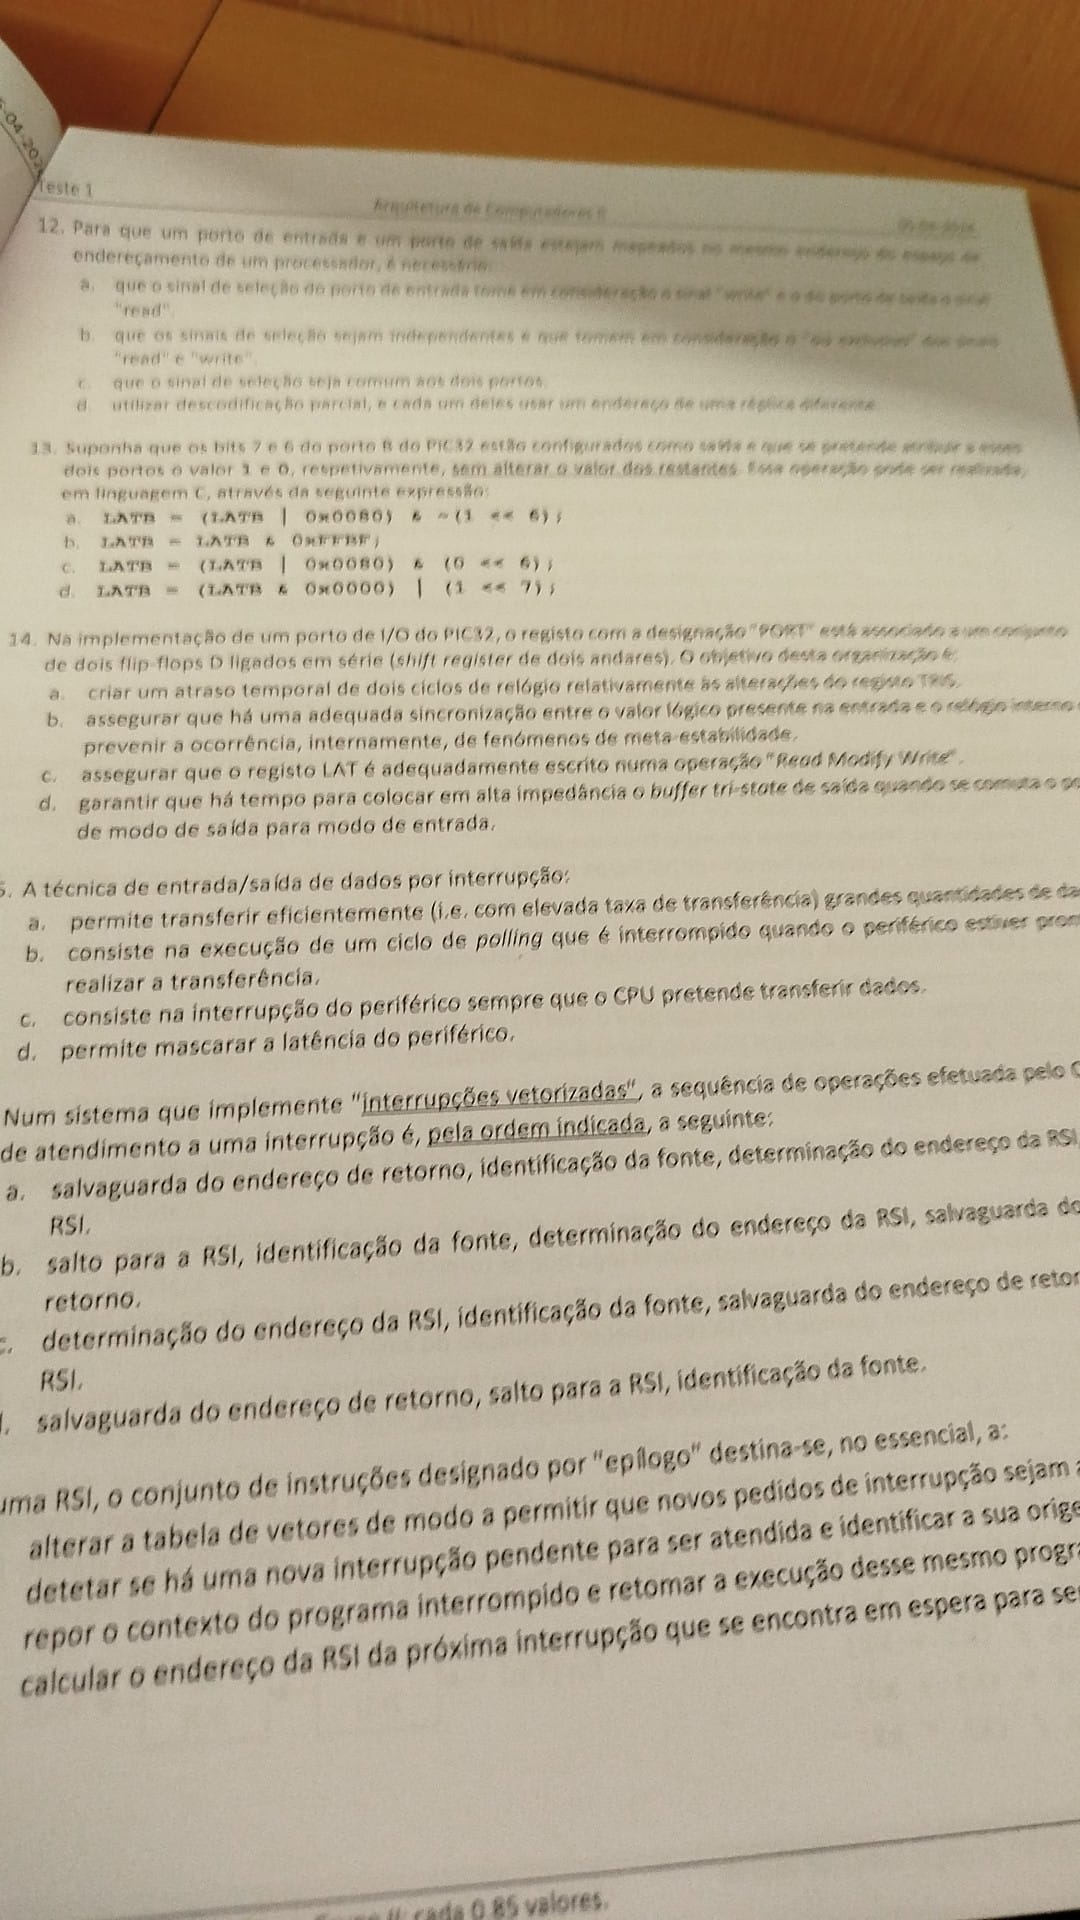 -04-202
Teste 1
Arquitetura de Computadores II
12. Para que um porto de entrada e um porto de saída estejam mapeados no mesmo endereço do espaço de
endereçamento de um processador, é necessário:
a. que o sinal de seleção do porto de entrada tome em consideração o sinal "write" e o do porto de saída o sinal
"read".
b. que os sinais de seleção sejam independentes e que tomem em consideração o "ou exclusivo" dos sinais
"read" e "write".
c. que o sinal de seleção seja comum aos dois portos.
d. utilizar descodificação parcial, e cada um deles usar um endereço de uma réplica diferente.
13. Suponha que os bits 7 e 6 do porto B do PIC32 estão configurados como saída e que se pretende atribuir a esses
dois portos o valor 1 e 0, respetivamente, sem alterar o valor dos restantes. Essa operação pode ser realizada,
em linguagem C, através da seguinte expressão:
a. LATB = (LATB | 0x0080) & ~(1 << 6);
b. LATB = LATB & 0xFFBF;
c. LATB = (LATB | 0x0080) & (0 << 6);
d. LATB = (LATB & 0x0000) | (1 << 7);
14. Na implementação de um porto de I/O do PIC32, o registo com a designação "PORT" está associado a um conjunto
de dois flip-flops D ligados em série (shift register de dois andares). O objetivo desta organização é:
a. criar um atraso temporal de dois ciclos de relógio relativamente às alterações do registo TRIS.
b. assegurar que há uma adequada sincronização entre o valor lógico presente na entrada e o relógio interno
prevenir a ocorrência, internamente, de fenómenos de meta-estabilidade.
c. assegurar que o registo LAT é adequadamente escrito numa operação "Read Modify Write".
d. garantir que há tempo para colocar em alta impedância o buffer tri-state de saída quando se comuta o po
de modo de saída para modo de entrada.
5. A técnica de entrada/saída de dados por interrupção:
a. permite transferir eficientemente (i.e. com elevada taxa de transferência) grandes quantidades de da
b. consiste na execução de um ciclo de polling que é interrompido quando o periférico estiver pron
realizar a transferência.
c. consiste na interrupção do periférico sempre que o CPU pretende transferir dados.
d. permite mascarar a latência do periférico.
Num sistema que implemente "interrupções vetorizadas", a sequência de operações efetuada pelo C
de atendimento a uma interrupção é, pela ordem indicada, a seguinte:
a. salvaguarda do endereço de retorno, identificação da fonte, determinação do endereço da RSI,
RSI.
b. salto para a RSI, identificação da fonte, determinação do endereço da RSI, salvaguarda do
retorno.
c. determinação do endereço da RSI, identificação da fonte, salvaguarda do endereço de retor
RSI.
. salvaguarda do endereço de retorno, salto para a RSI, identificação da fonte.
uma RSI, o conjunto de instruções designado por "epílogo" destina-se, no essencial, a:
alterar a tabela de vetores de modo a permitir que novos pedidos de interrupção sejam a
detetar se há uma nova interrupção pendente para ser atendida e identificar a sua orige
repor o contexto do programa interrompido e retomar a execução desse mesmo progra
calcular o endereço da RSI da próxima interrupção que se encontra em espera para se
II: cada 0.85 valores.